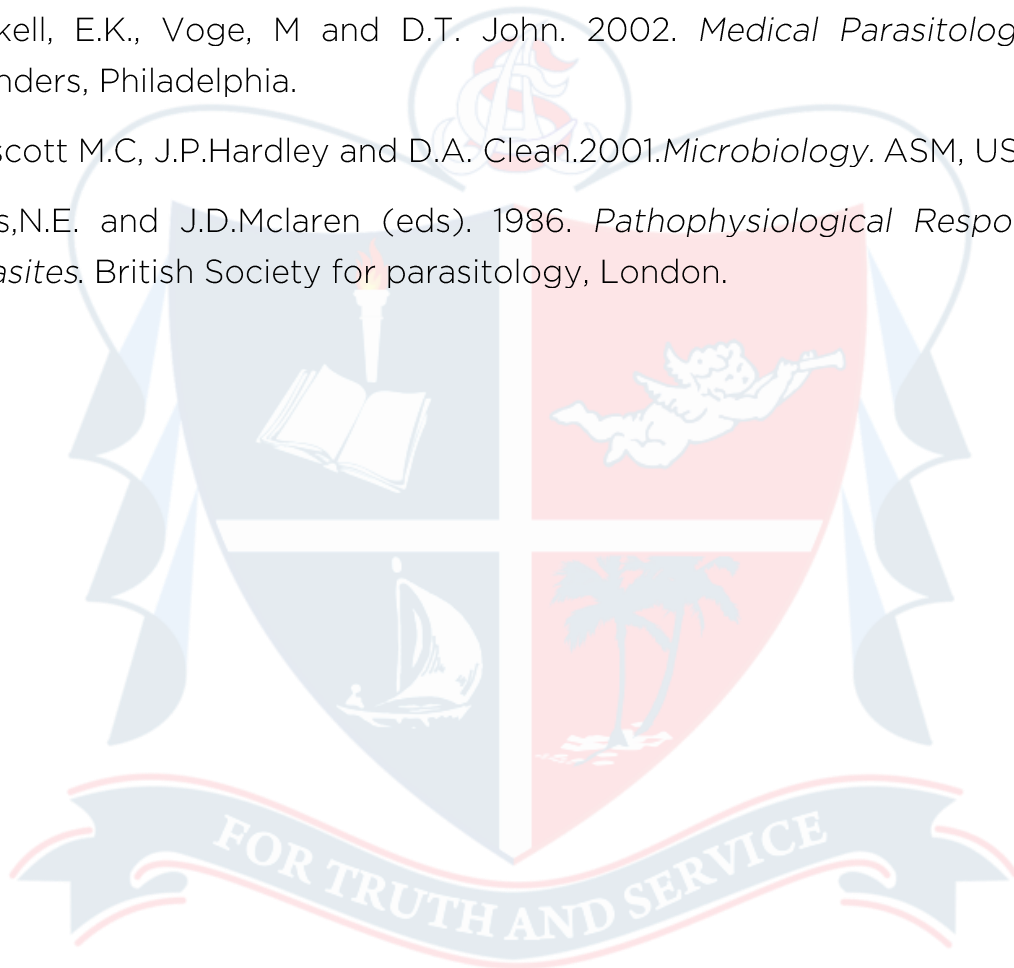 kell, E.K., Voge, M and D.T. John. 2002. Medical Parasitolog
nders, Philadelphia.
scott M.C, J.P.Hardley and D.A. Clean.2001.Microbiology. ASM, US
s,N.E. and J.D.Mclaren (eds). 1986. Pathophysiological Respo
asites. British Society for parasitology, London.
FOR TRUTH AND SERVICE